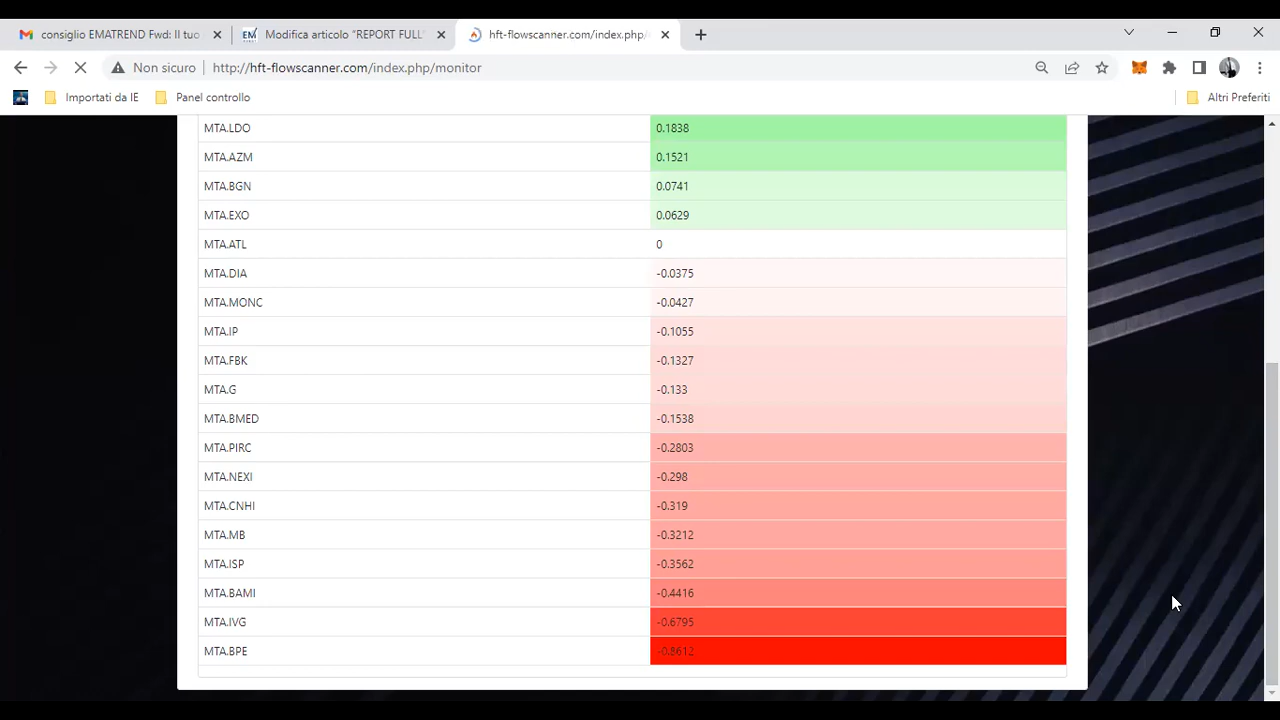 consiglio EMATREND Fwd: Il tuo
EM
Modifica articolo “REPORT FULL”
hft-flowscanner.com/index.php/
Non sicuro
http://hft-flowscanner.com/index.php/monitor
Importati da IE
Panel controllo
Altri Preferiti
MTA.LDO 0.1838
MTA.AZM 0.1521
MTA.BGN 0.0741
MTA.EXO 0.0629
MTA.ATL 0
MTA.DIA -0.0375
MTA.MONC -0.0427
MTA.IP -0.1055
MTA.FBK -0.1327
MTA.G -0.133
MTA.BMED -0.1538
MTA.PIRC -0.2803
MTA.NEXI -0.298
MTA.CNHI -0.319
MTA.MB -0.3212
MTA.ISP -0.3562
MTA.BAMI -0.4416
MTA.IVG -0.6795
MTA.BPE -0.8612